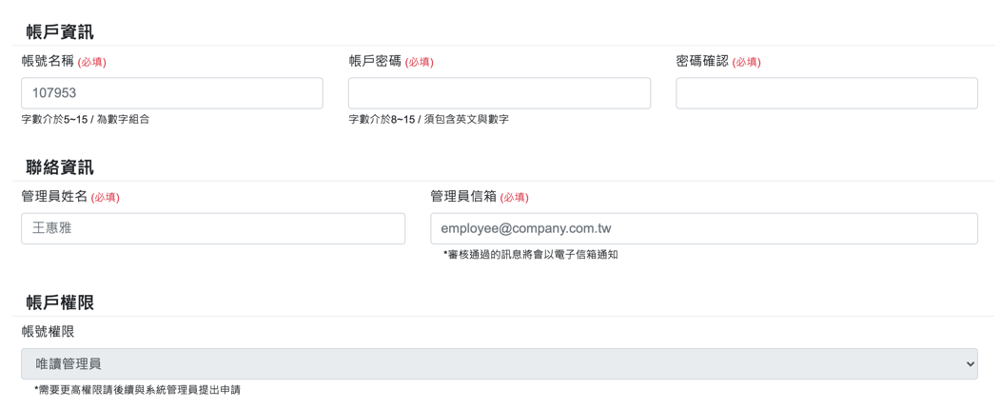 帳戶資訊
帳號名稱 (必填)
帳戶密碼 (必填)
密碼確認 (必填)
107953
字數介於5~15 / 為數字組合
字數介於8~15 / 須包含英文與數字
聯絡資訊
管理員姓名 (必填)
管理員信箱 (必填)
王惠雅
employee@company.com.tw
*審核通過的訊息將會以電子信箱通知
帳戶權限
帳號權限
唯讀管理員
*需要更高權限請後續與系統管理員提出申請